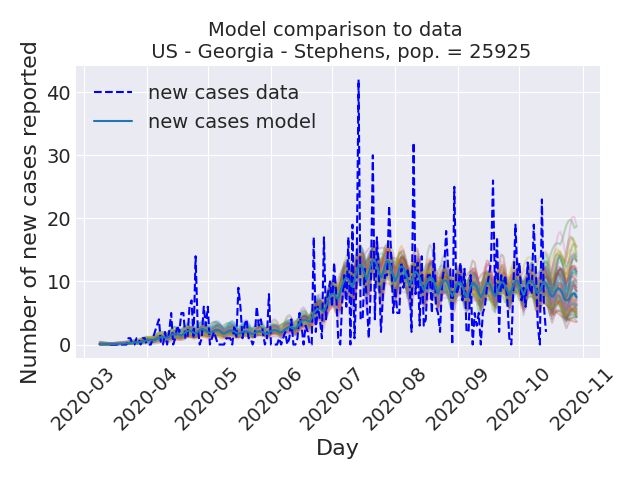 Model comparison to data
US - Georgia - Stephens, pop. = 25925
Number of new cases reported
40
30
20
10
0
new cases data
new cases model
2020-03
2020-04
2020-05
2020-06
2020-07
2020-08
2020-09
2020-10
2020-11
Day